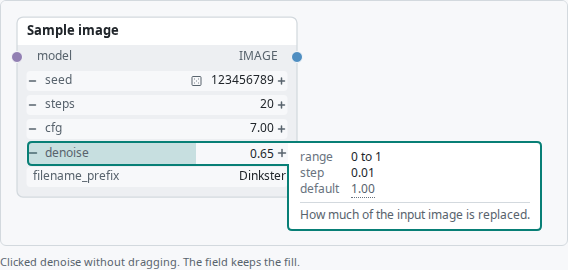 Sample image
model IMAGE
− seed 123456789 +
− steps 20 +
cfg 7.00 +
− denoise 0.65 +
filename_prefix Dinkster
range 0 to 1
step 0.01
default 1.00
How much of the input image is replaced.
Clicked denoise without dragging. The field keeps the fill.